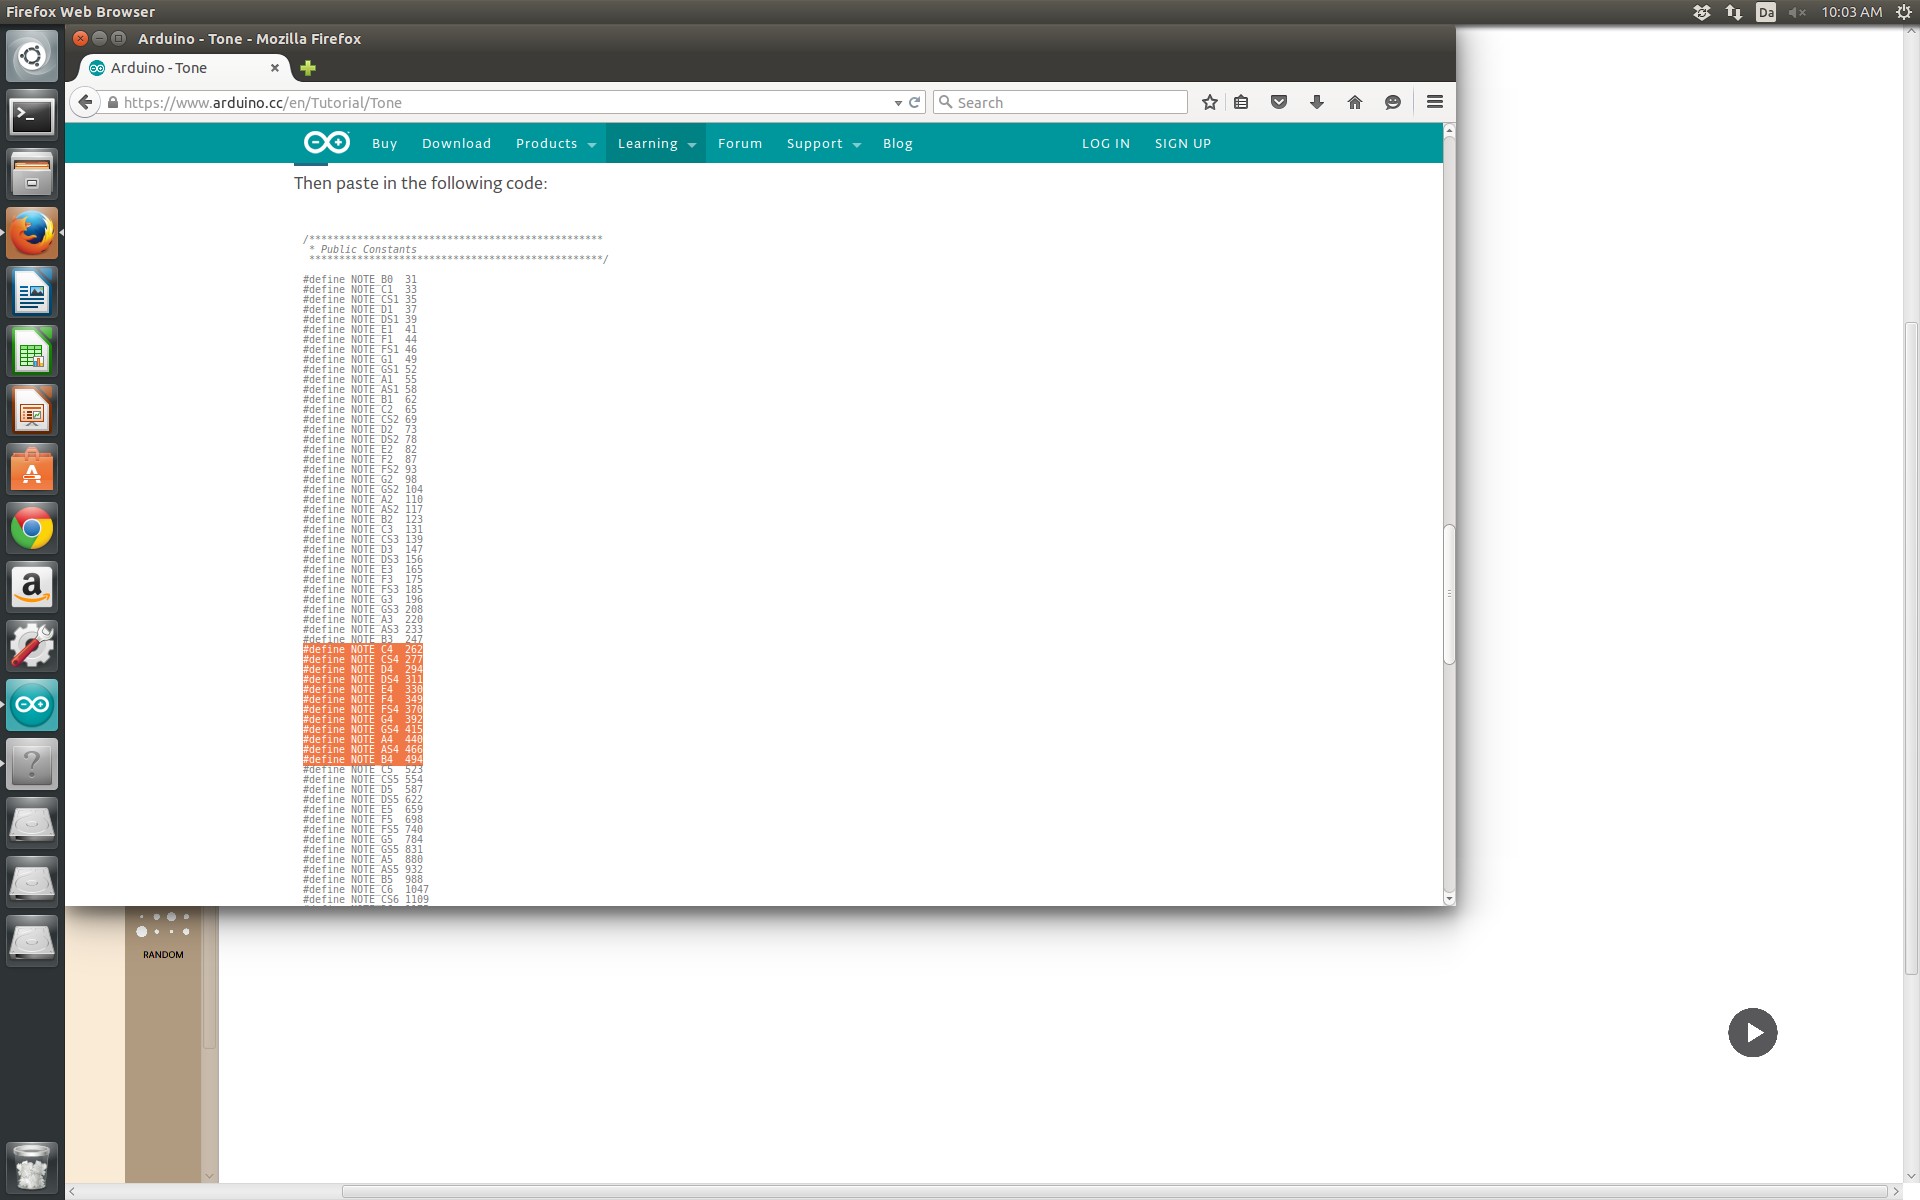 Firefox Web Browser
Da
10:03 AM
Arduino - Tone - Mozilla Firefox
Arduino - Tone
https://www.arduino.cc/en/Tutorial/Tone
Search
Buy Download Products Learning Forum Support Blog LOG IN SIGN UP
Then paste in the following code:
/*************************************************
 * Public Constants
 *************************************************/
#define NOTE_B0  31
#define NOTE_C1  33
#define NOTE_CS1 35
#define NOTE_D1  37
#define NOTE_DS1 39
#define NOTE_E1  41
#define NOTE_F1  44
#define NOTE_FS1 46
#define NOTE_G1  49
#define NOTE_GS1 52
#define NOTE_A1  55
#define NOTE_AS1 58
#define NOTE_B1  62
#define NOTE_C2  65
#define NOTE_CS2 69
#define NOTE_D2  73
#define NOTE_DS2 78
#define NOTE_E2  82
#define NOTE_F2  87
#define NOTE_FS2 93
#define NOTE_G2  98
#define NOTE_GS2 104
#define NOTE_A2  110
#define NOTE_AS2 117
#define NOTE_B2  123
#define NOTE_C3  131
#define NOTE_CS3 139
#define NOTE_D3  147
#define NOTE_DS3 156
#define NOTE_E3  165
#define NOTE_F3  175
#define NOTE_FS3 185
#define NOTE_G3  196
#define NOTE_GS3 208
#define NOTE_A3  220
#define NOTE_AS3 233
#define NOTE_B3  247
#define NOTE_C4  262
#define NOTE_CS4 277
#define NOTE_D4  294
#define NOTE_DS4 311
#define NOTE_E4  330
#define NOTE_F4  349
#define NOTE_FS4 370
#define NOTE_G4  392
#define NOTE_GS4 415
#define NOTE_A4  440
#define NOTE_AS4 466
#define NOTE_B4  494
#define NOTE_C5  523
#define NOTE_CS5 554
#define NOTE_D5  587
#define NOTE_DS5 622
#define NOTE_E5  659
#define NOTE_F5  698
#define NOTE_FS5 740
#define NOTE_G5  784
#define NOTE_GS5 831
#define NOTE_A5  880
#define NOTE_AS5 932
#define NOTE_B5  988
#define NOTE_C6  1047
#define NOTE_CS6 1109
RANDOM